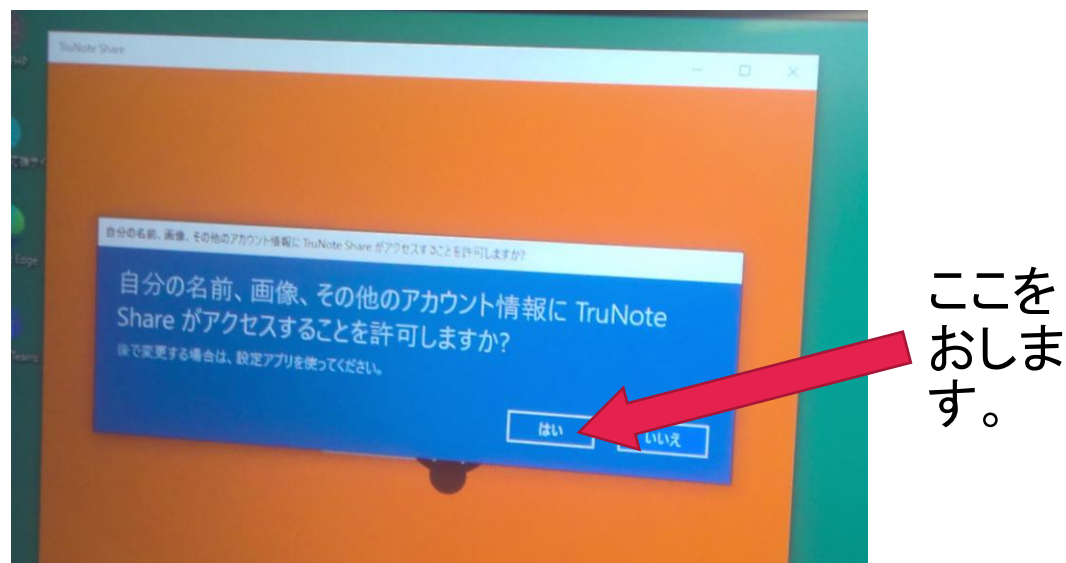 TruNote Share
自分の名前、画像、その他のアカウント情報に TruNote Share がアクセスすることを許可しますか?
自分の名前、画像、その他のアカウント情報に TruNote
Share がアクセスすることを許可しますか?
後で変更する場合は、設定アプリを使ってください。
はい
いいえ
Edge
Teams
ここを
おしま
す。